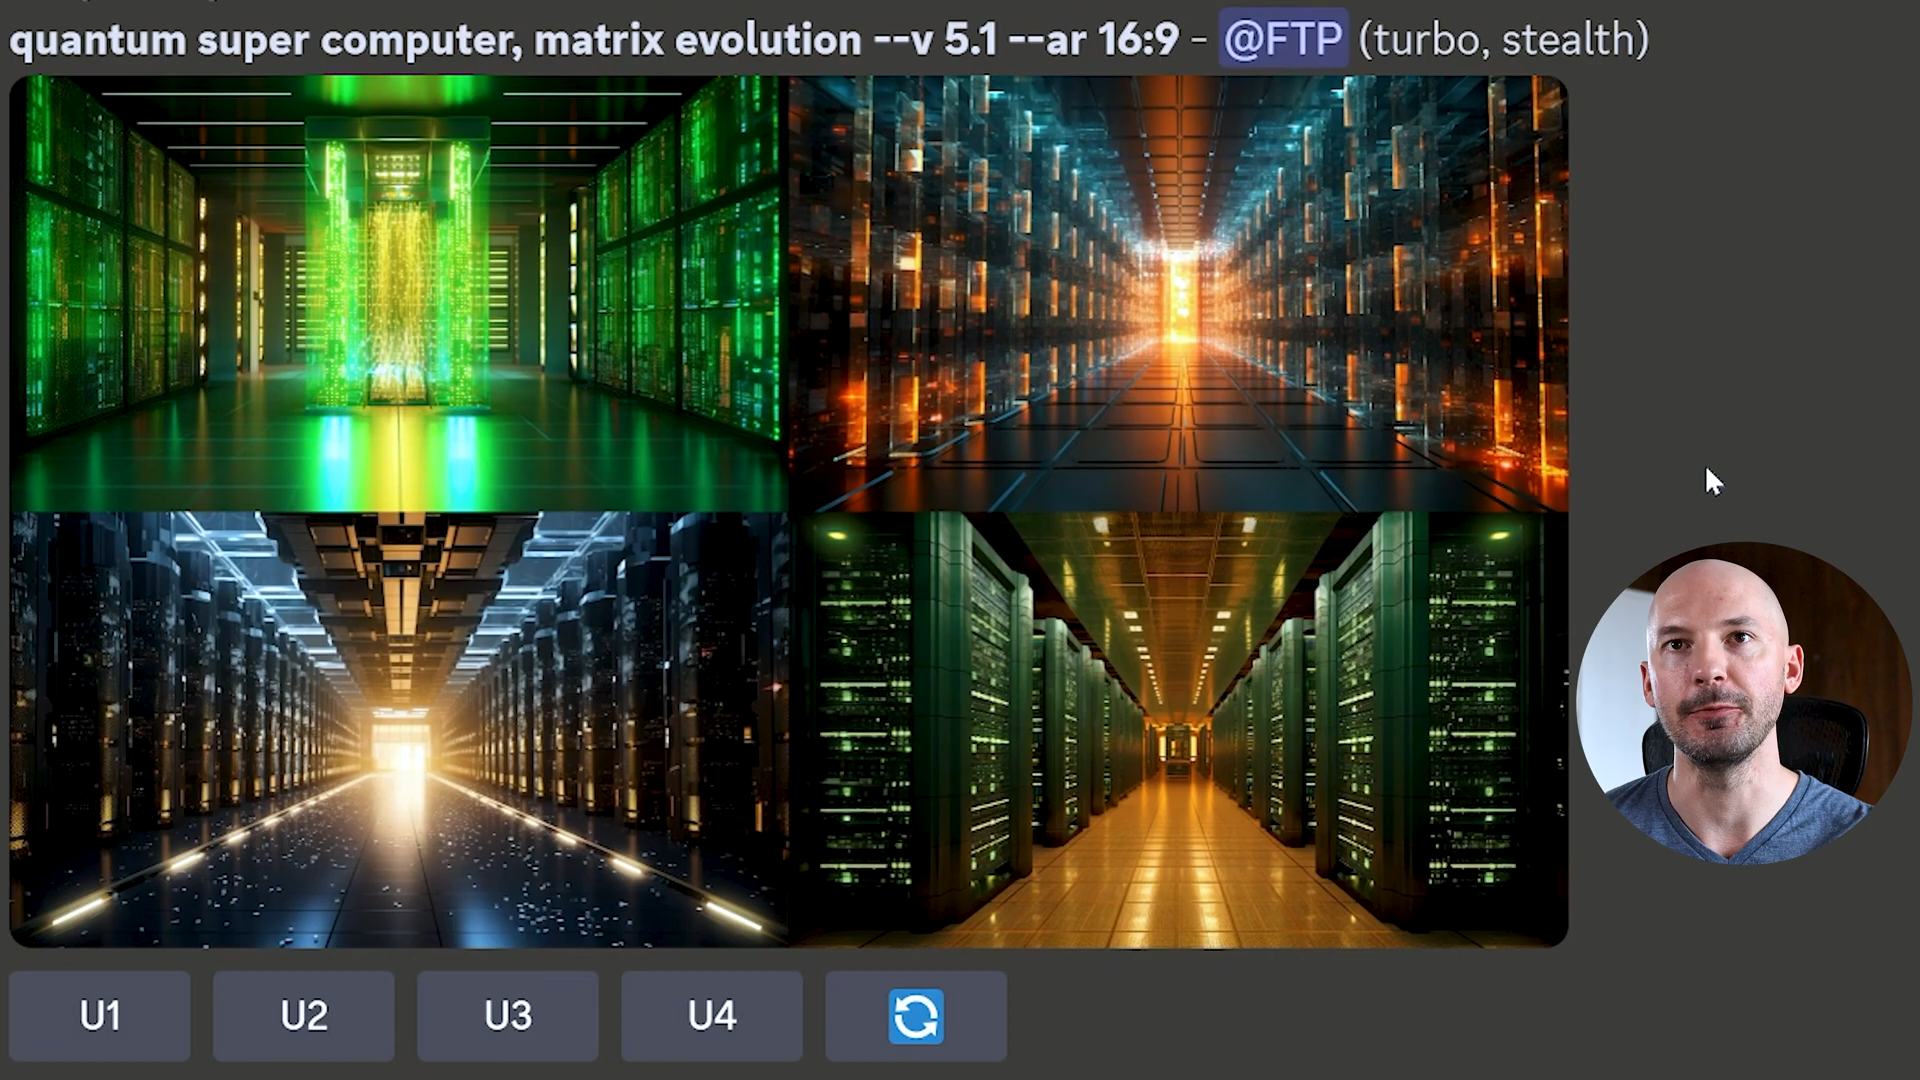 quantum super computer, matrix evolution --v 5.1 --ar 16:9 - @FTP (turbo, stealth)
U1 U2 U3 U4